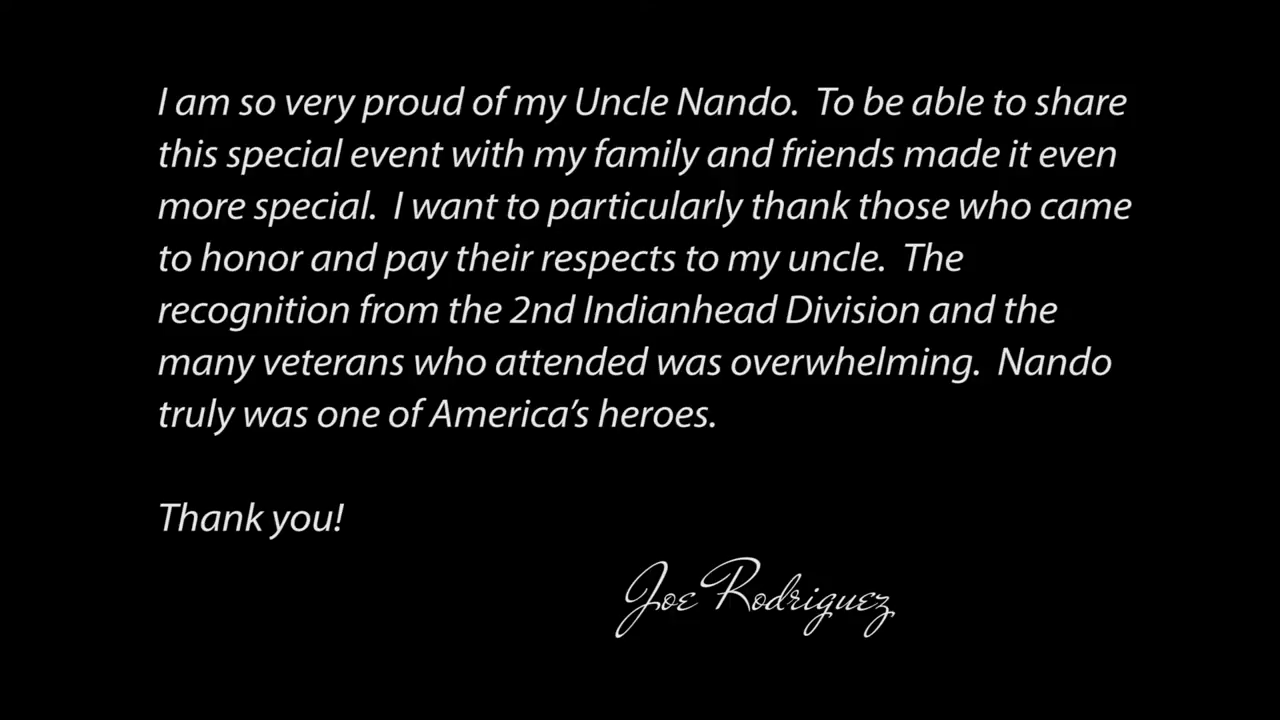 I am so very proud of my Uncle Nando.  To be able to share
this special event with my family and friends made it even
more special.  I want to particularly thank those who came
to honor and pay their respects to my uncle.  The
recognition from the 2nd Indianhead Division and the
many veterans who attended was overwhelming.  Nando
truly was one of America’s heroes.
Thank you!
Joe Rodriguez